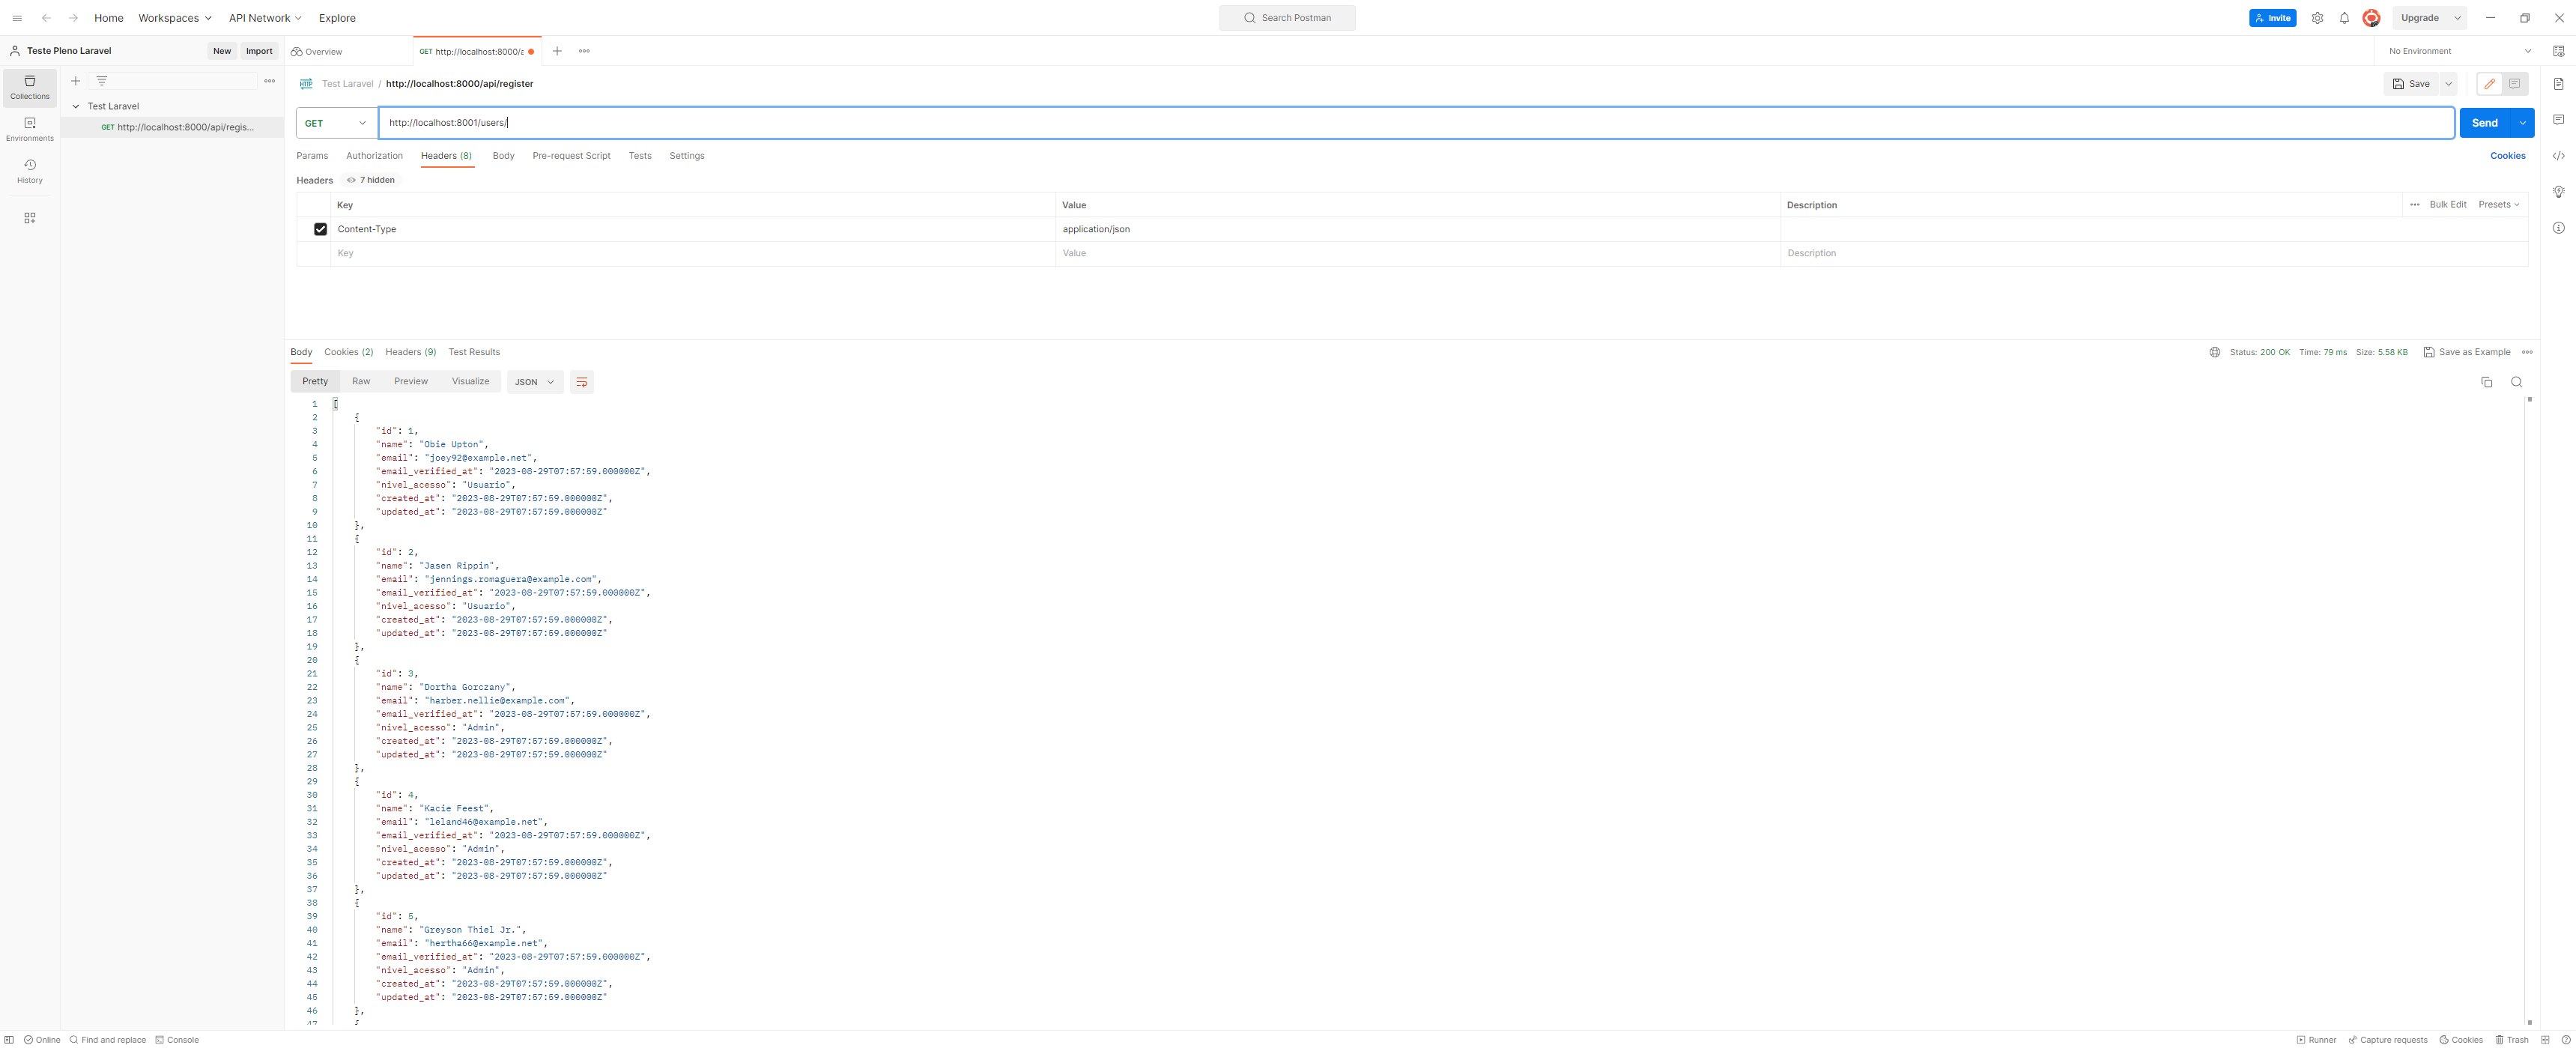 Home Workspaces API Network Explore Search Postman Invite Upgrade
Teste Pleno Laravel New Import Overview GET http://localhost:8000/a No Environment
Collections
Environments
History
Test Laravel
GET http://localhost:8000/api/regis...
Test Laravel / http://localhost:8000/api/register Save
GET http://localhost:8001/users/ Send
Params Authorization Headers (8) Body Pre-request Script Tests Settings Cookies
Headers 7 hidden
Key Value Description Bulk Edit Presets
Content-Type application/json
Key Value Description
Body Cookies (2) Headers (9) Test Results Status: 200 OK Time: 79 ms Size: 5.58 KB Save as Example
Pretty Raw Preview Visualize JSON
1 [
2 {
3 "id": 1,
4 "name": "Obie Upton",
5 "email": "joey92@example.net",
6 "email_verified_at": "2023-08-29T07:57:59.000000Z",
7 "nivel_acesso": "Usuario",
8 "created_at": "2023-08-29T07:57:59.000000Z",
9 "updated_at": "2023-08-29T07:57:59.000000Z"
10 },
11 {
12 "id": 2,
13 "name": "Jasen Rippin",
14 "email": "jennings.romaguera@example.com",
15 "email_verified_at": "2023-08-29T07:57:59.000000Z",
16 "nivel_acesso": "Usuario",
17 "created_at": "2023-08-29T07:57:59.000000Z",
18 "updated_at": "2023-08-29T07:57:59.000000Z"
19 },
20 {
21 "id": 3,
22 "name": "Dortha Gorczany",
23 "email": "harber.nellie@example.com",
24 "email_verified_at": "2023-08-29T07:57:59.000000Z",
25 "nivel_acesso": "Admin",
26 "created_at": "2023-08-29T07:57:59.000000Z",
27 "updated_at": "2023-08-29T07:57:59.000000Z"
28 },
29 {
30 "id": 4,
31 "name": "Kacie Feest",
32 "email": "leland46@example.net",
33 "email_verified_at": "2023-08-29T07:57:59.000000Z",
34 "nivel_acesso": "Admin",
35 "created_at": "2023-08-29T07:57:59.000000Z",
36 "updated_at": "2023-08-29T07:57:59.000000Z"
37 },
38 {
39 "id": 5,
40 "name": "Greyson Thiel Jr.",
41 "email": "hertha66@example.net",
42 "email_verified_at": "2023-08-29T07:57:59.000000Z",
43 "nivel_acesso": "Admin",
44 "created_at": "2023-08-29T07:57:59.000000Z",
45 "updated_at": "2023-08-29T07:57:59.000000Z"
46 },
47 {
Online Find and replace Console Runner Capture requests Cookies Trash